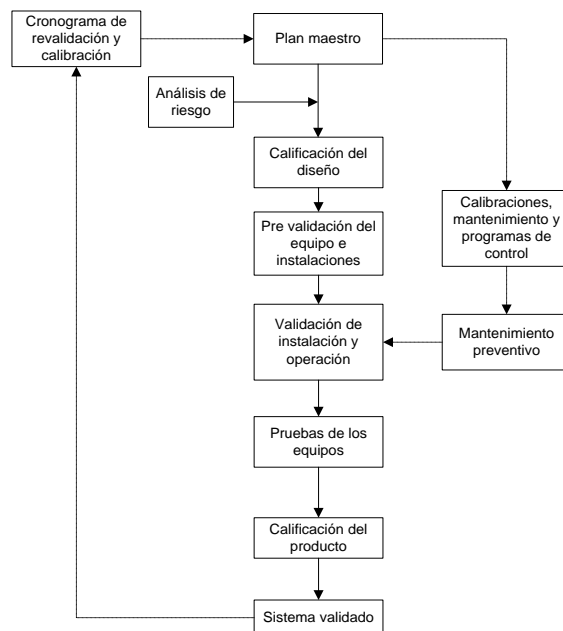 Cronograma de
revalidación y
calibración
Plan maestro
Análisis de
riesgo
Calificación del
diseño
Pre validación del
equipo e
instalaciones
Calibraciones,
mantenimiento y
programas de
control
Validación de
instalación y
operación
Mantenimiento
preventivo
Pruebas de los
equipos
Calificación del
producto
Sistema validado